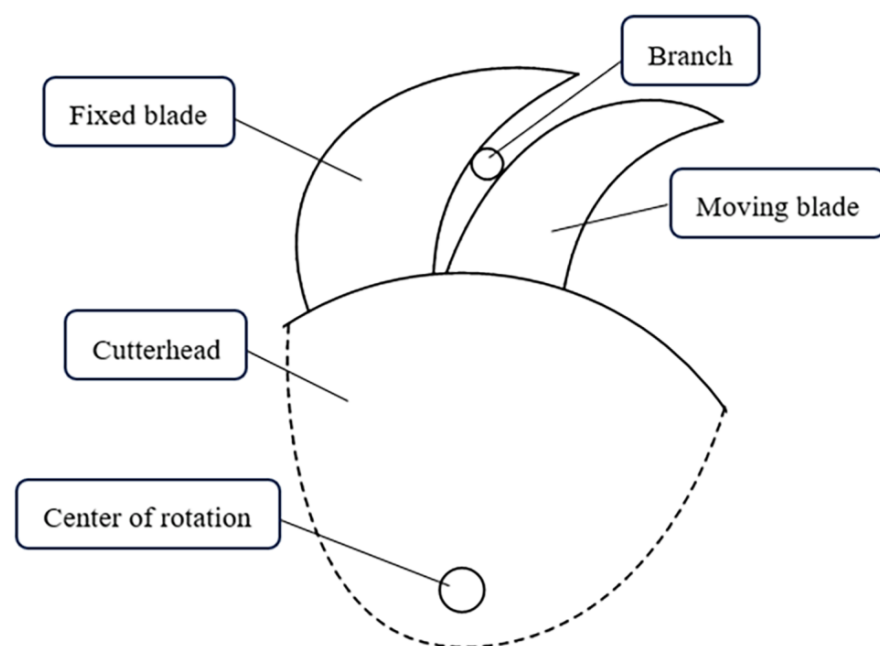 Branch
Fixed blade
Moving blade
Cutterhead
Center of rotation